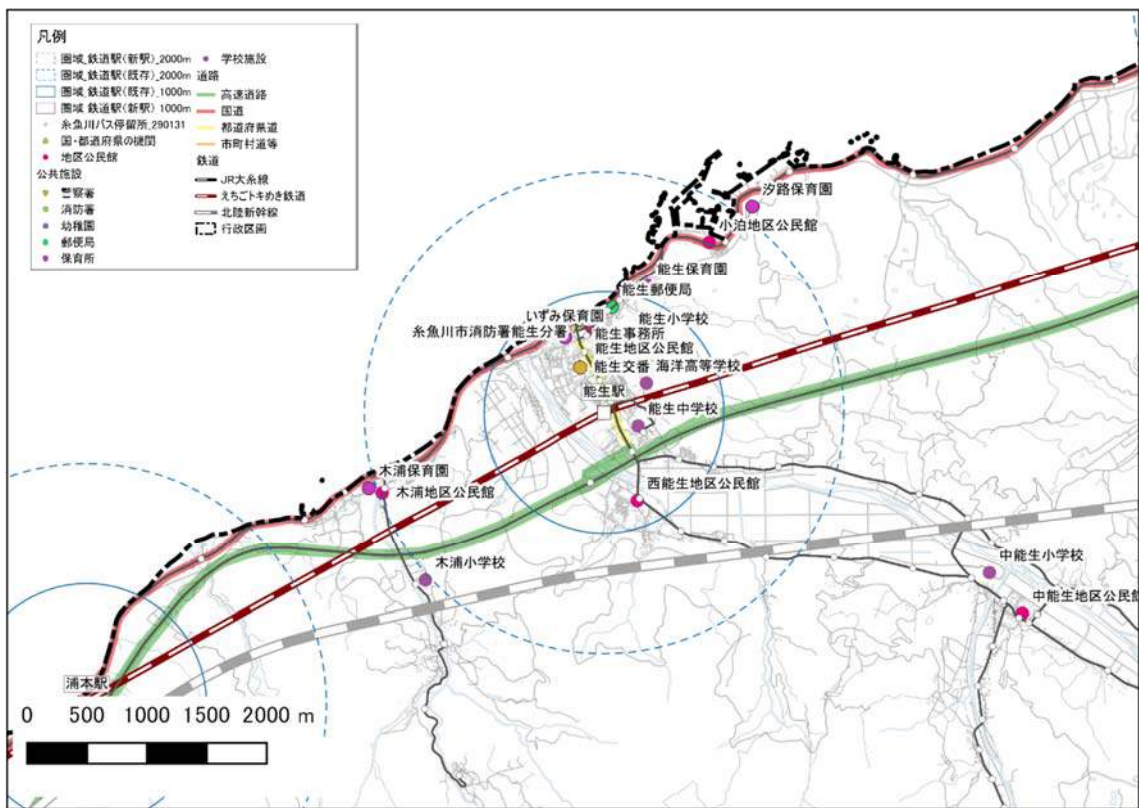 凡例
圏域_鉄道駅(新駅)_2000m
圏域_鉄道駅(既存)_2000m
圏域_鉄道駅(既存)_1000m
圏域 鉄道駅(新駅) 1000m
糸魚川バス停留所_290131
国・都道府県の機関
地区公民館
公共施設
警察署
消防署
幼稚園
郵便局
保育所
学校施設
道路
高速道路
国道
都道府県道
市町村道等
鉄道
JR大糸線
えちごトキめき鉄道
北陸新幹線
行政区画
汐路保育園
小泊地区公民館
能生保育園
能生郵便局
いずみ保育園
能生小学校
糸魚川市消防署能生分署
能生事務所
能生地区公民館
能生交番
海洋高等学校
能生駅
能生中学校
木浦保育園
木浦地区公民館
西能生地区公民館
木浦小学校
中能生小学校
中能生地区公民館
浦本駅
0 500 1000 1500 2000 m